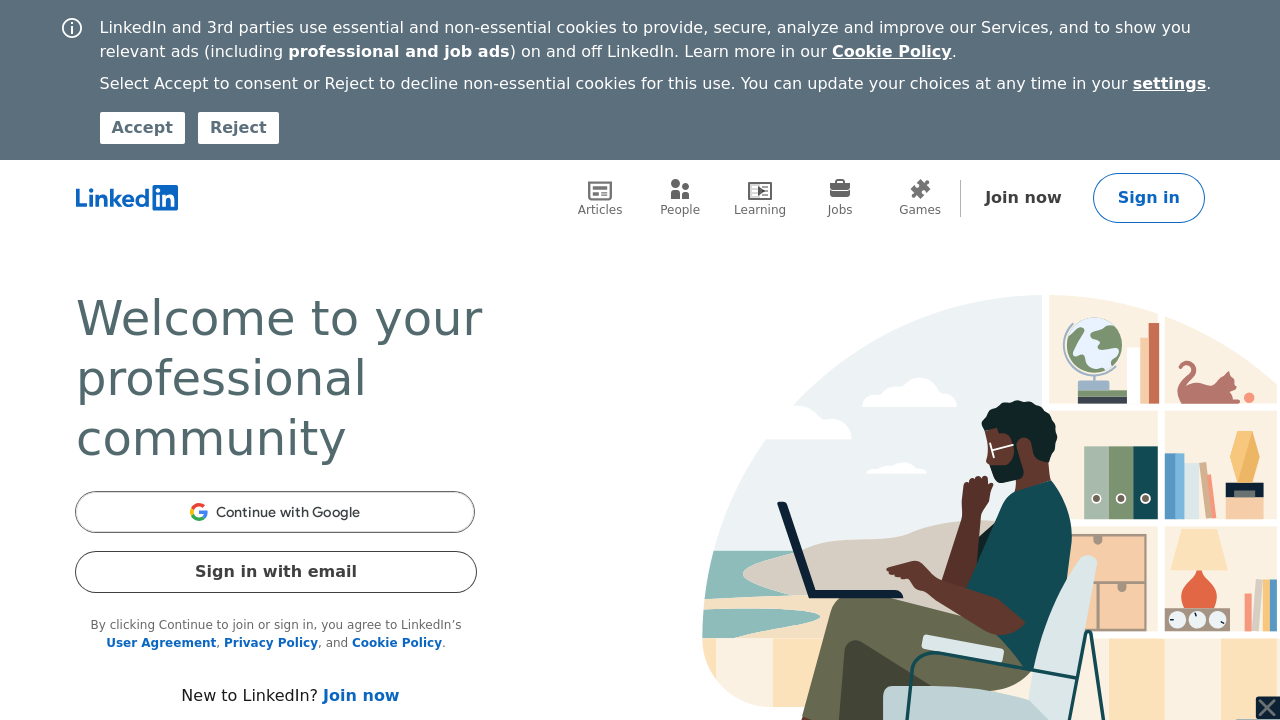 LinkedIn and 3rd parties use essential and non-essential cookies to provide, secure, analyze and improve our Services, and to show you
relevant ads (including professional and job ads) on and off LinkedIn. Learn more in our Cookie Policy.
Select Accept to consent or Reject to decline non-essential cookies for this use. You can update your choices at any time in your settings.
Accept Reject
Linked in
Articles People Learning Jobs Games Join now Sign in
Welcome to your
professional
community
Continue with Google
Sign in with email
By clicking Continue to join or sign in, you agree to LinkedIn’s
User Agreement, Privacy Policy, and Cookie Policy.
New to LinkedIn? Join now